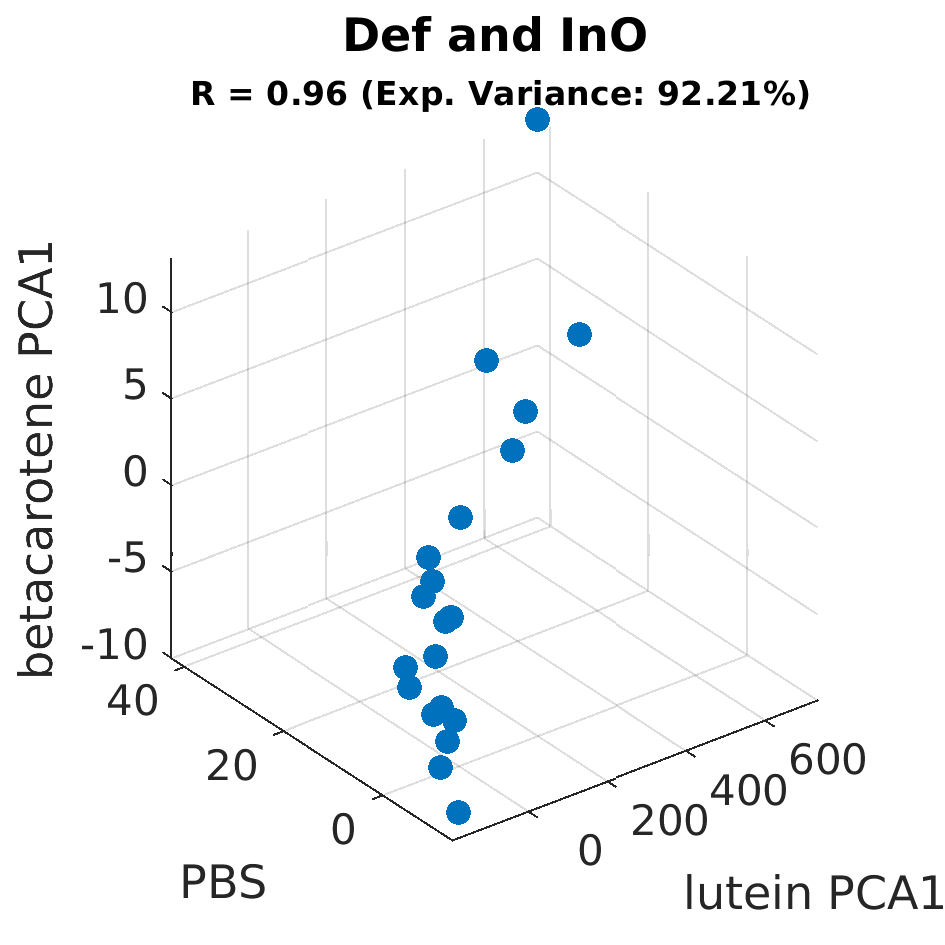 Def and InO
R = 0.96 (Exp. Variance: 92.21%)
betacarotene PCA1
10
5
0
-5
-10
40
20
0
PBS
0
200
400
600
lutein PCA1